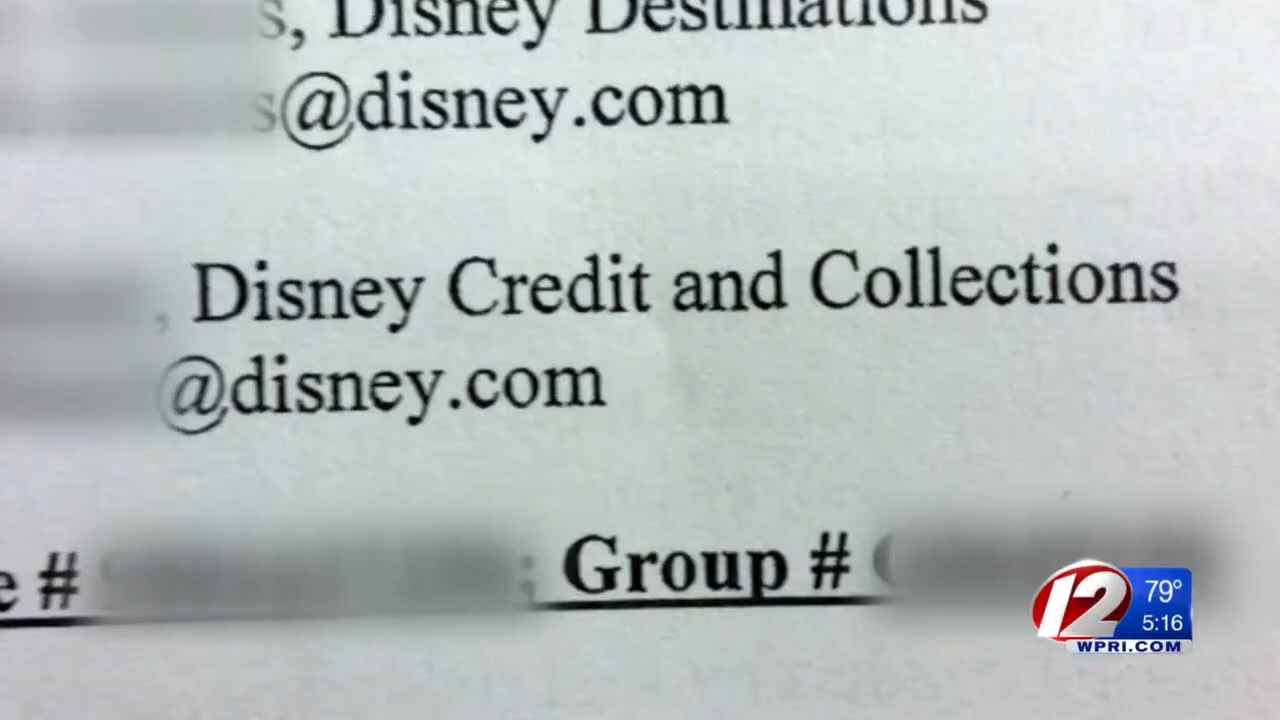 s, Disney Destinations
s@disney.com
, Disney Credit and Collections
@disney.com
e # Group #
12 79°
5:16
WPRI.COM